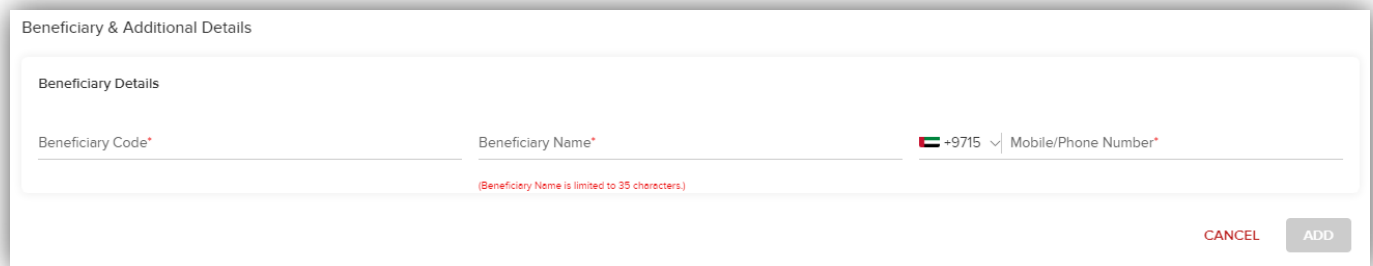 Beneficiary & Additional Details
Beneficiary Details
Beneficiary Code* Beneficiary Name* +9715 Mobile/Phone Number*
(Beneficiary Name is limited to 35 characters.)
CANCEL ADD